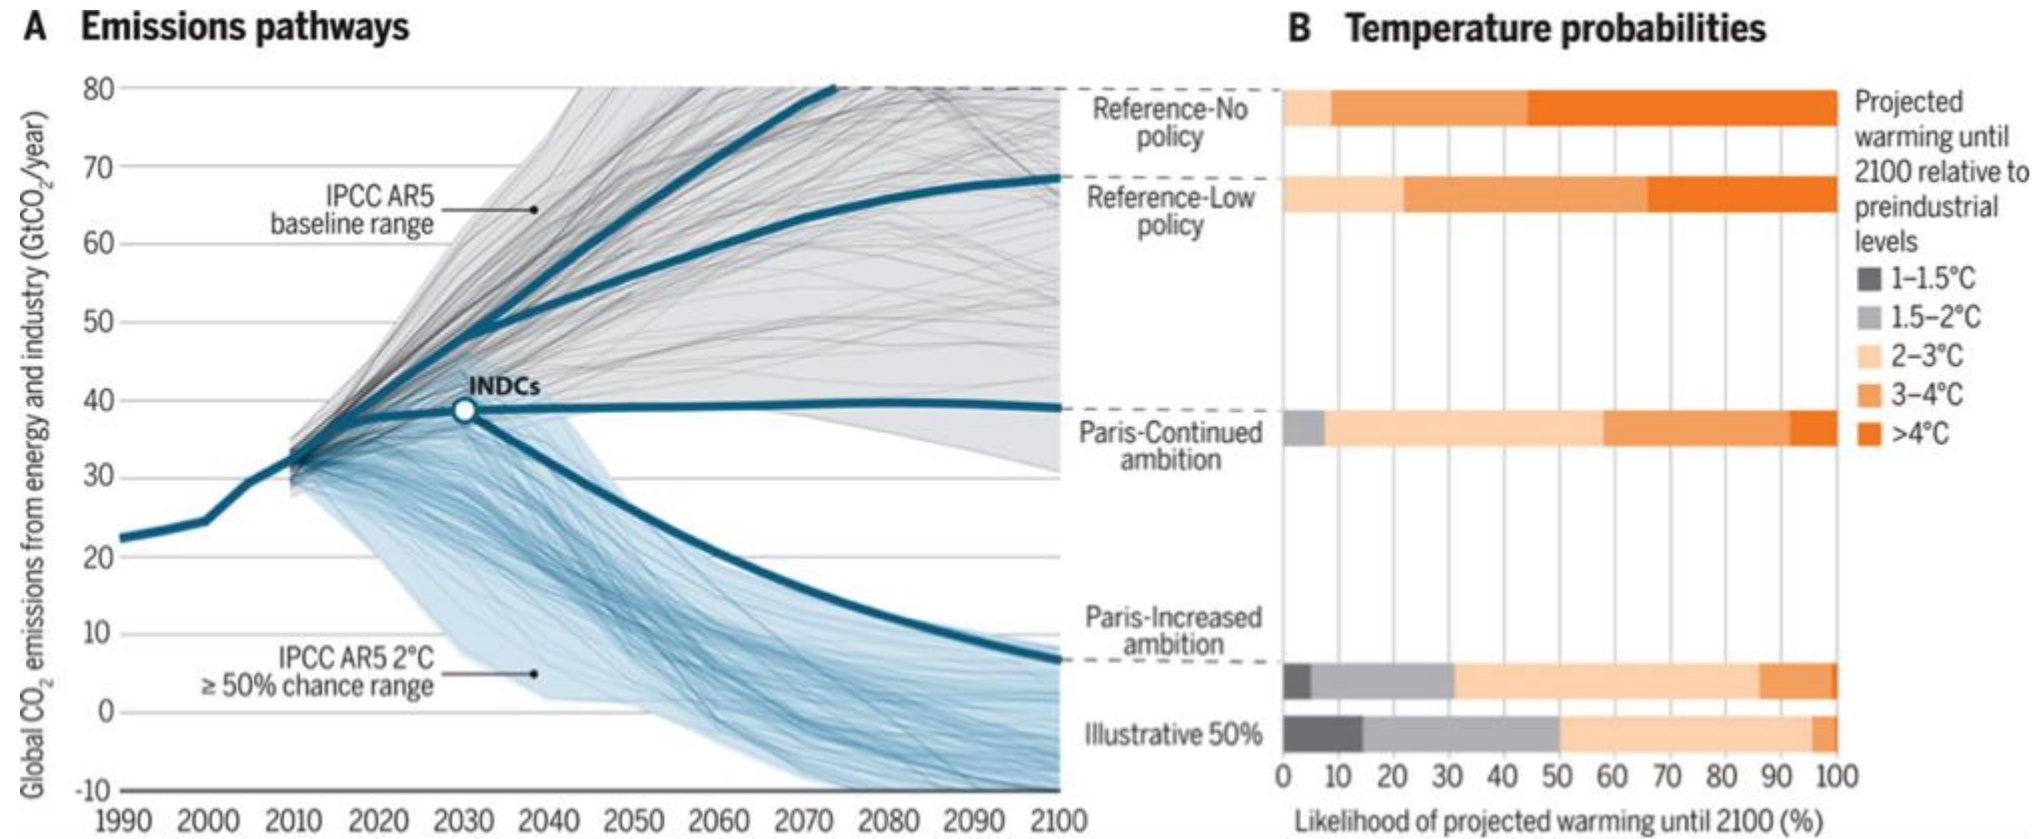 A Emissions pathways
Global CO₂ emissions from energy and industry (GtCO₂/year)
80
70
60
50
40
30
20
10
0
-10
IPCC AR5
baseline range
INDCs
IPCC AR5 2°C
≥ 50% chance range
1990 2000 2010 2020 2030 2040 2050 2060 2070 2080 2090 2100
Reference-No
policy
Reference-Low
policy
Paris-Continued
ambition
Paris-Increased
ambition
Illustrative 50%
B Temperature probabilities
0 10 20 30 40 50 60 70 80 90 100
Likelihood of projected warming until 2100 (%)
Projected
warming until
2100 relative to
preindustrial
levels
1–1.5°C
1.5–2°C
2–3°C
3–4°C
>4°C